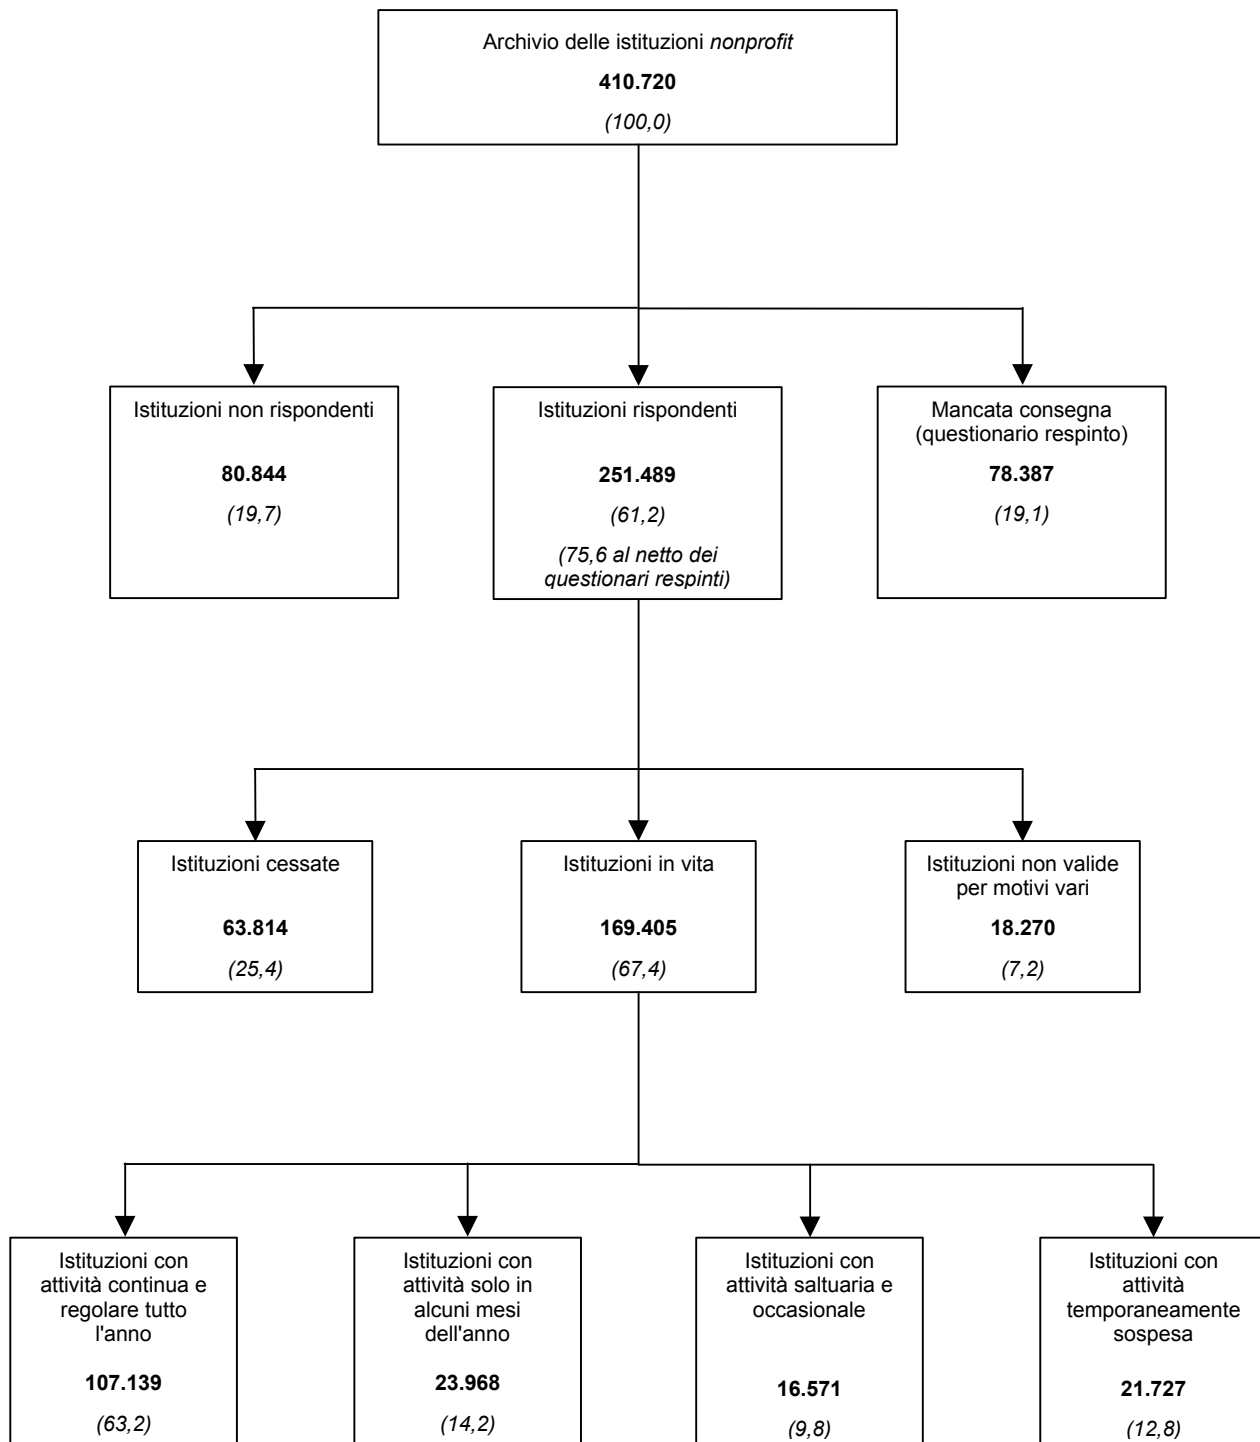 Archivio delle istituzioni nonprofit
410.720
(100,0)
Istituzioni non rispondenti
80.844
(19,7)
Istituzioni rispondenti
251.489
(61,2)
(75,6 al netto dei
questionari respinti)
Mancata consegna
(questionario respinto)
78.387
(19,1)
Istituzioni cessate
63.814
(25,4)
Istituzioni in vita
169.405
(67,4)
Istituzioni non valide
per motivi vari
18.270
(7,2)
Istituzioni con
attività continua e
regolare tutto
l'anno
107.139
(63,2)
Istituzioni con
attività solo in
alcuni mesi
dell'anno
23.968
(14,2)
Istituzioni con
attività saltuaria e
occasionale
16.571
(9,8)
Istituzioni con
attività
temporaneamente
sospesa
21.727
(12,8)